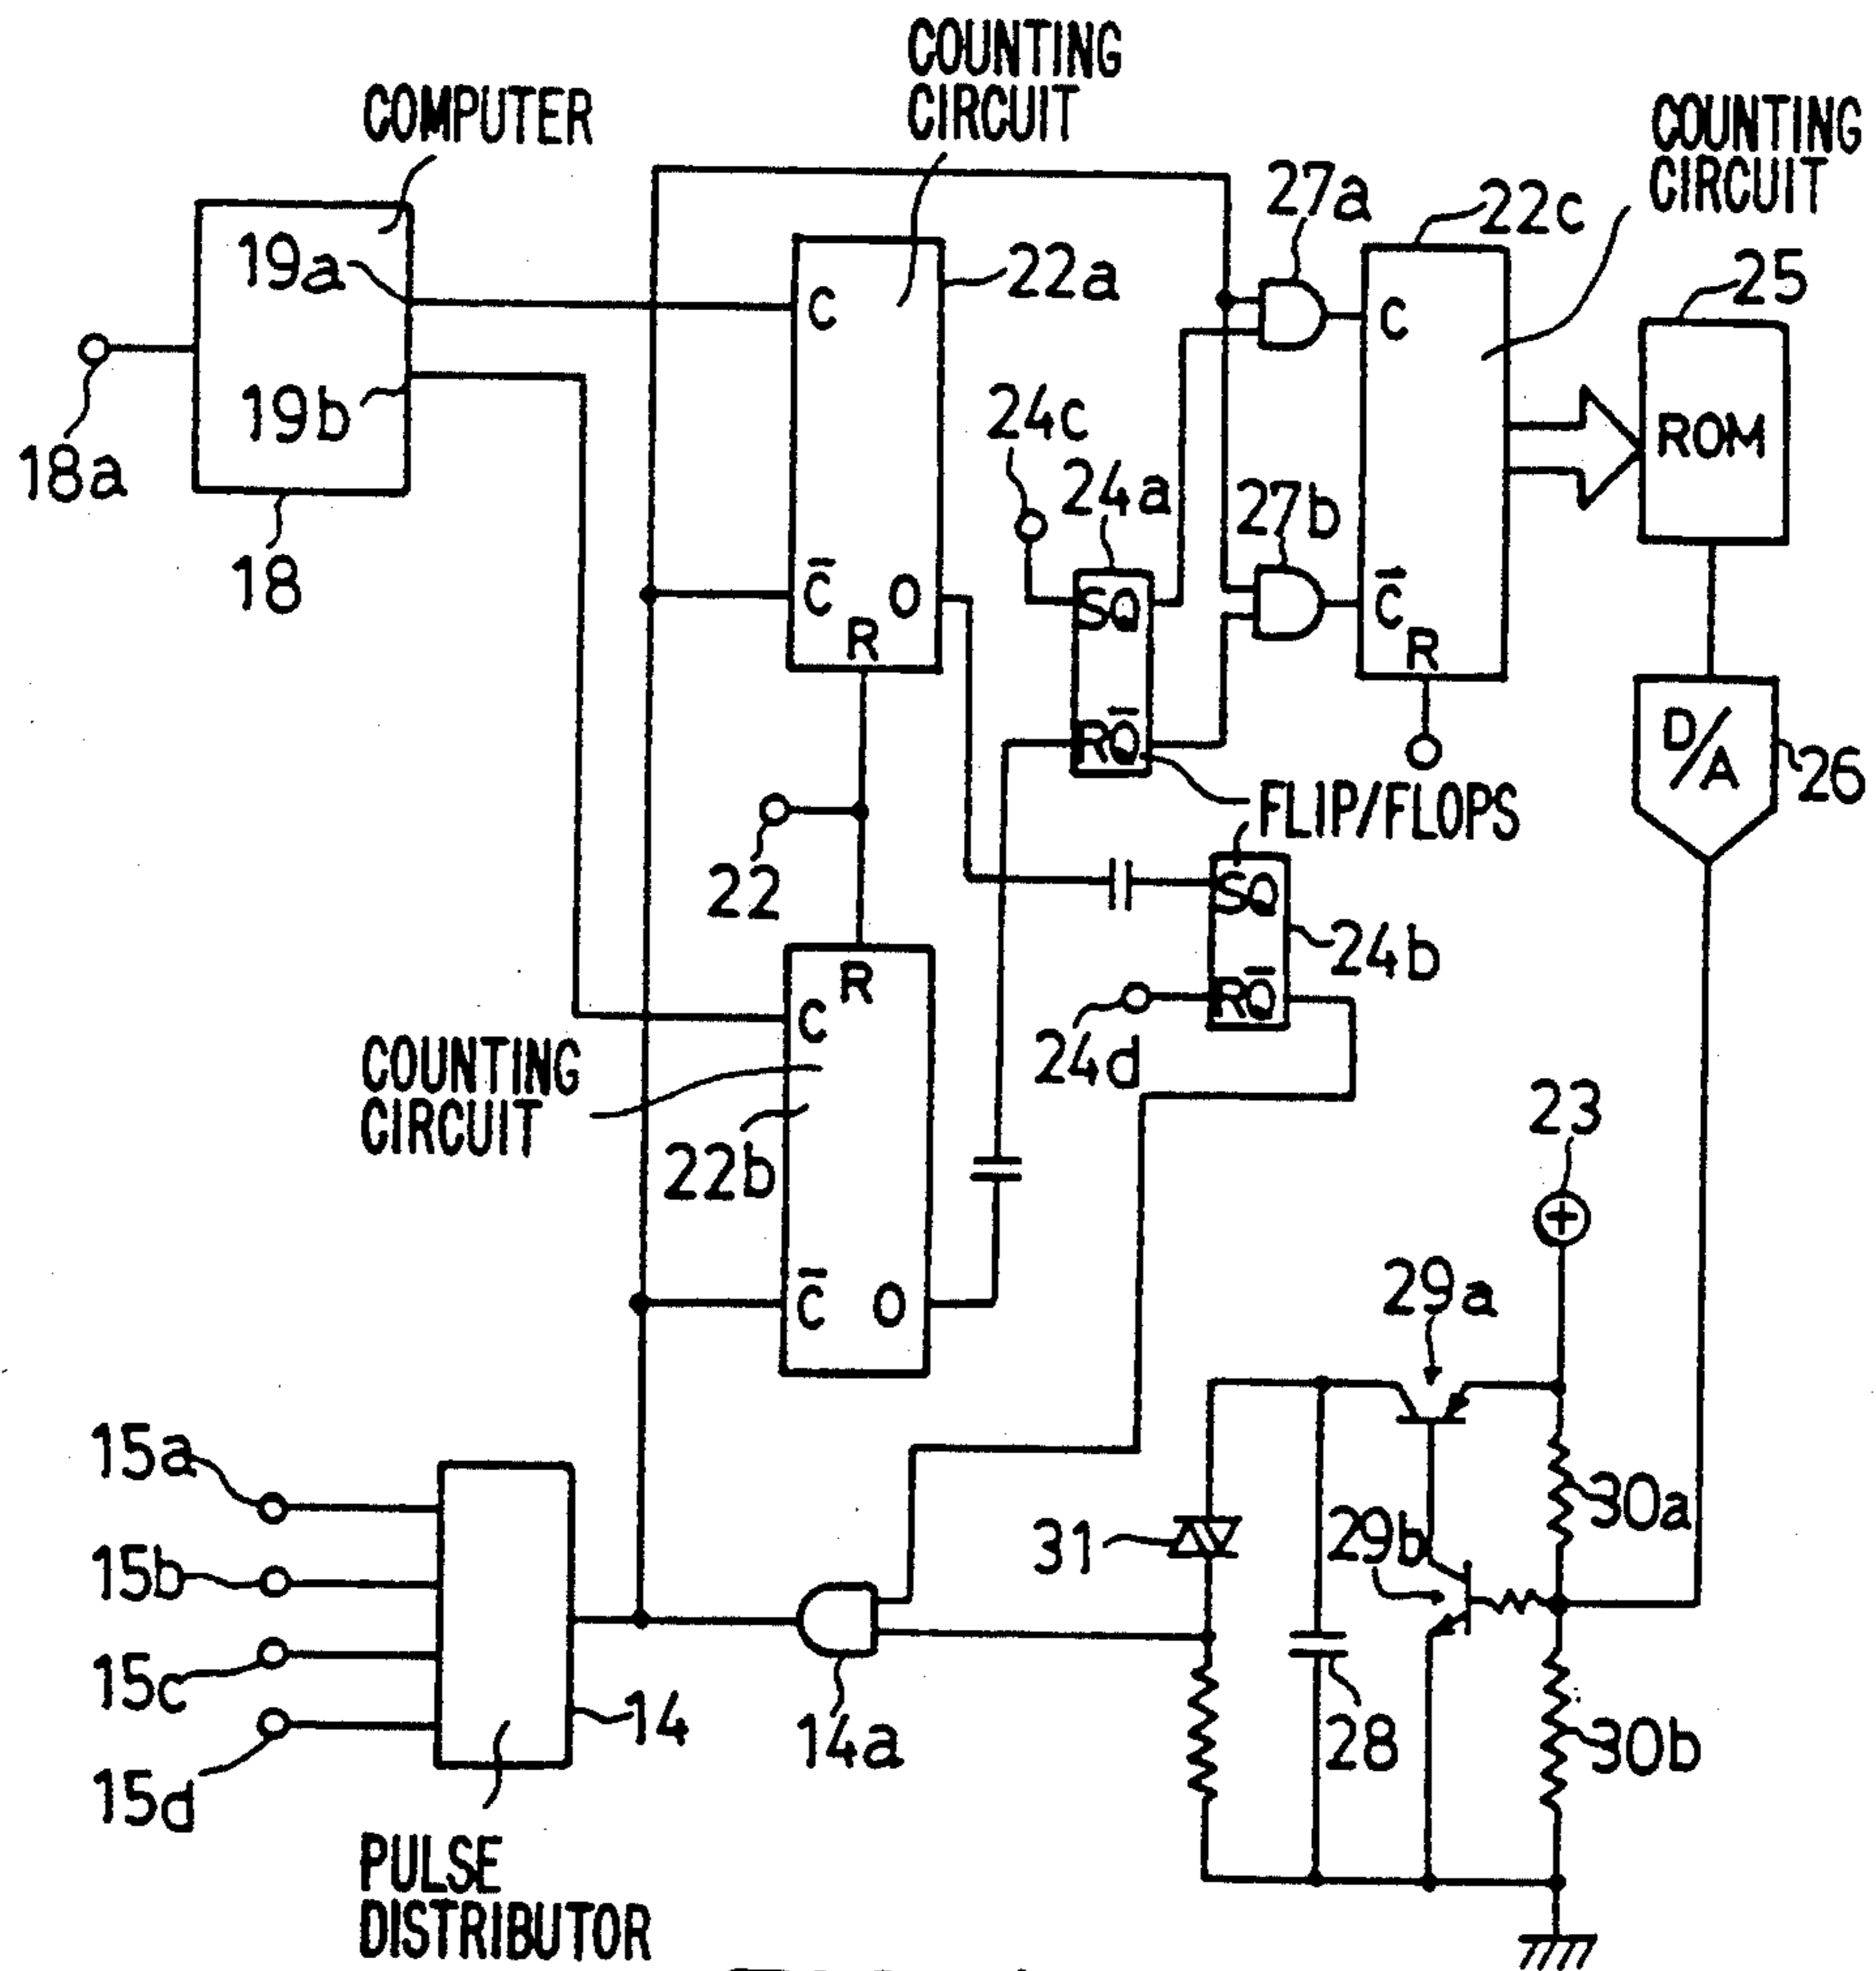 COUNTING
CIRCUIT
COMPUTER
COUNTING
CIRCUIT
27a
22c
19a
22a
25
C
C
19b
24c
ROM
18a
24a
27b
18
C̅
O
SQ
C̅
R
R
RQ̅
D/A
26
FLIP/FLOPS
22
SQ
24b
R
RQ̅
C
24d
COUNTING
CIRCUIT
23
22b
29a
C̅
O
15a
30a
31
29b
15b
15c
14
14a
28
30b
15d
PULSE
DISTRIBUTOR